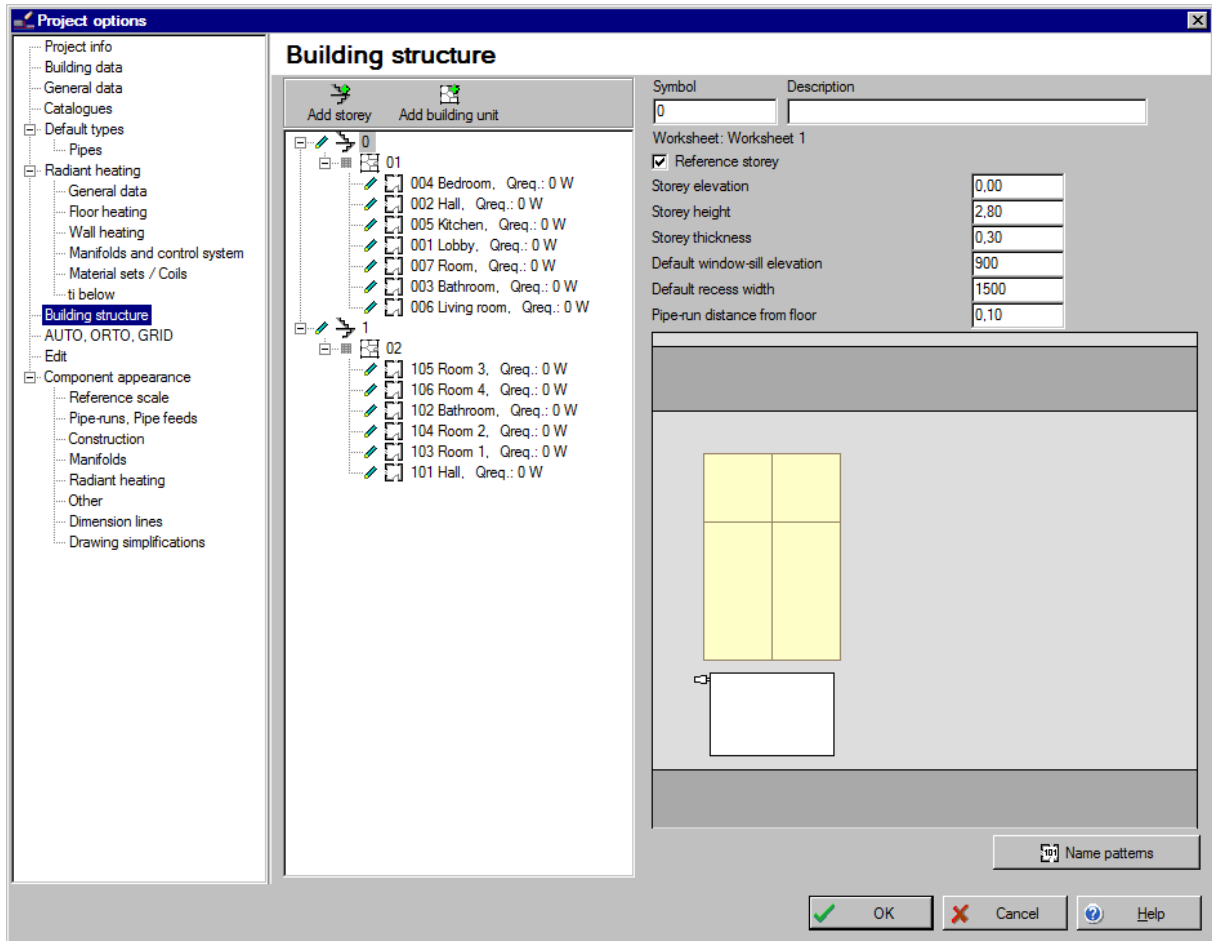 Project options
Project info
Building data
General data
Catalogues
Default types
Pipes
Radiant heating
General data
Floor heating
Wall heating
Manifolds and control system
Material sets / Coils
ti below
Building structure
AUTO, ORTO, GRID
Edit
Component appearance
Reference scale
Pipe-runs, Pipe feeds
Construction
Manifolds
Radiant heating
Other
Dimension lines
Drawing simplifications
Building structure
Add storey Add building unit
0
01
004 Bedroom, Qreq.: 0 W
002 Hall, Qreq.: 0 W
005 Kitchen, Qreq.: 0 W
001 Lobby, Qreq.: 0 W
007 Room, Qreq.: 0 W
003 Bathroom, Qreq.: 0 W
006 Living room, Qreq.: 0 W
1
02
105 Room 3, Qreq.: 0 W
106 Room 4, Qreq.: 0 W
102 Bathroom, Qreq.: 0 W
104 Room 2, Qreq.: 0 W
103 Room 1, Qreq.: 0 W
101 Hall, Qreq.: 0 W
Symbol Description
0
Worksheet: Worksheet 1
Reference storey
Storey elevation 0,00
Storey height 2,80
Storey thickness 0,30
Default window-sill elevation 900
Default recess width 1500
Pipe-run distance from floor 0,10
101 Name patterns
OK Cancel Help